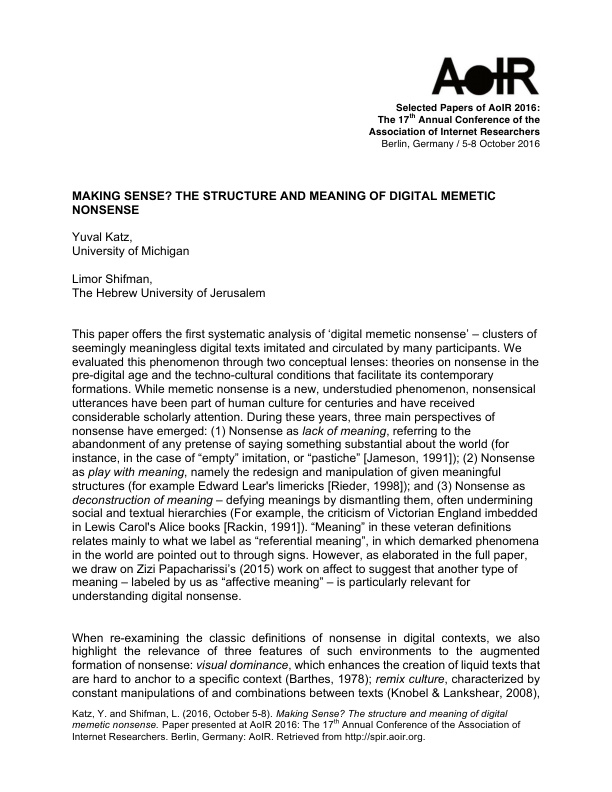 AoIR
Selected Papers of AoIR 2016:
The 17th Annual Conference of the
Association of Internet Researchers
Berlin, Germany / 5-8 October 2016
MAKING SENSE? THE STRUCTURE AND MEANING OF DIGITAL MEMETIC
NONSENSE
Yuval Katz,
University of Michigan
Limor Shifman,
The Hebrew University of Jerusalem
This paper offers the first systematic analysis of ‘digital memetic nonsense’ – clusters of
seemingly meaningless digital texts imitated and circulated by many participants. We
evaluated this phenomenon through two conceptual lenses: theories on nonsense in the
pre-digital age and the techno-cultural conditions that facilitate its contemporary
formations. While memetic nonsense is a new, understudied phenomenon, nonsensical
utterances have been part of human culture for centuries and have received
considerable scholarly attention. During these years, three main perspectives of
nonsense have emerged: (1) Nonsense as lack of meaning, referring to the
abandonment of any pretense of saying something substantial about the world (for
instance, in the case of “empty” imitation, or “pastiche” [Jameson, 1991]); (2) Nonsense
as play with meaning, namely the redesign and manipulation of given meaningful
structures (for example Edward Lear's limericks [Rieder, 1998]); and (3) Nonsense as
deconstruction of meaning – defying meanings by dismantling them, often undermining
social and textual hierarchies (For example, the criticism of Victorian England imbedded
in Lewis Carol's Alice books [Rackin, 1991]). “Meaning” in these veteran definitions
relates mainly to what we label as “referential meaning”, in which demarked phenomena
in the world are pointed out to through signs. However, as elaborated in the full paper,
we draw on Zizi Papacharissi’s (2015) work on affect to suggest that another type of
meaning – labeled by us as “affective meaning” – is particularly relevant for
understanding digital nonsense.
When re-examining the classic definitions of nonsense in digital contexts, we also
highlight the relevance of three features of such environments to the augmented
formation of nonsense: visual dominance, which enhances the creation of liquid texts that
are hard to anchor to a specific context (Barthes, 1978); remix culture, characterized by
constant manipulations of and combinations between texts (Knobel & Lankshear, 2008),
Katz, Y. and Shifman, L. (2016, October 5-8). Making Sense? The structure and meaning of digital
memetic nonsense. Paper presented at AoIR 2016: The 17th Annual Conference of the Association of
Internet Researchers. Berlin, Germany: AoIR. Retrieved from http://spir.aoir.org.